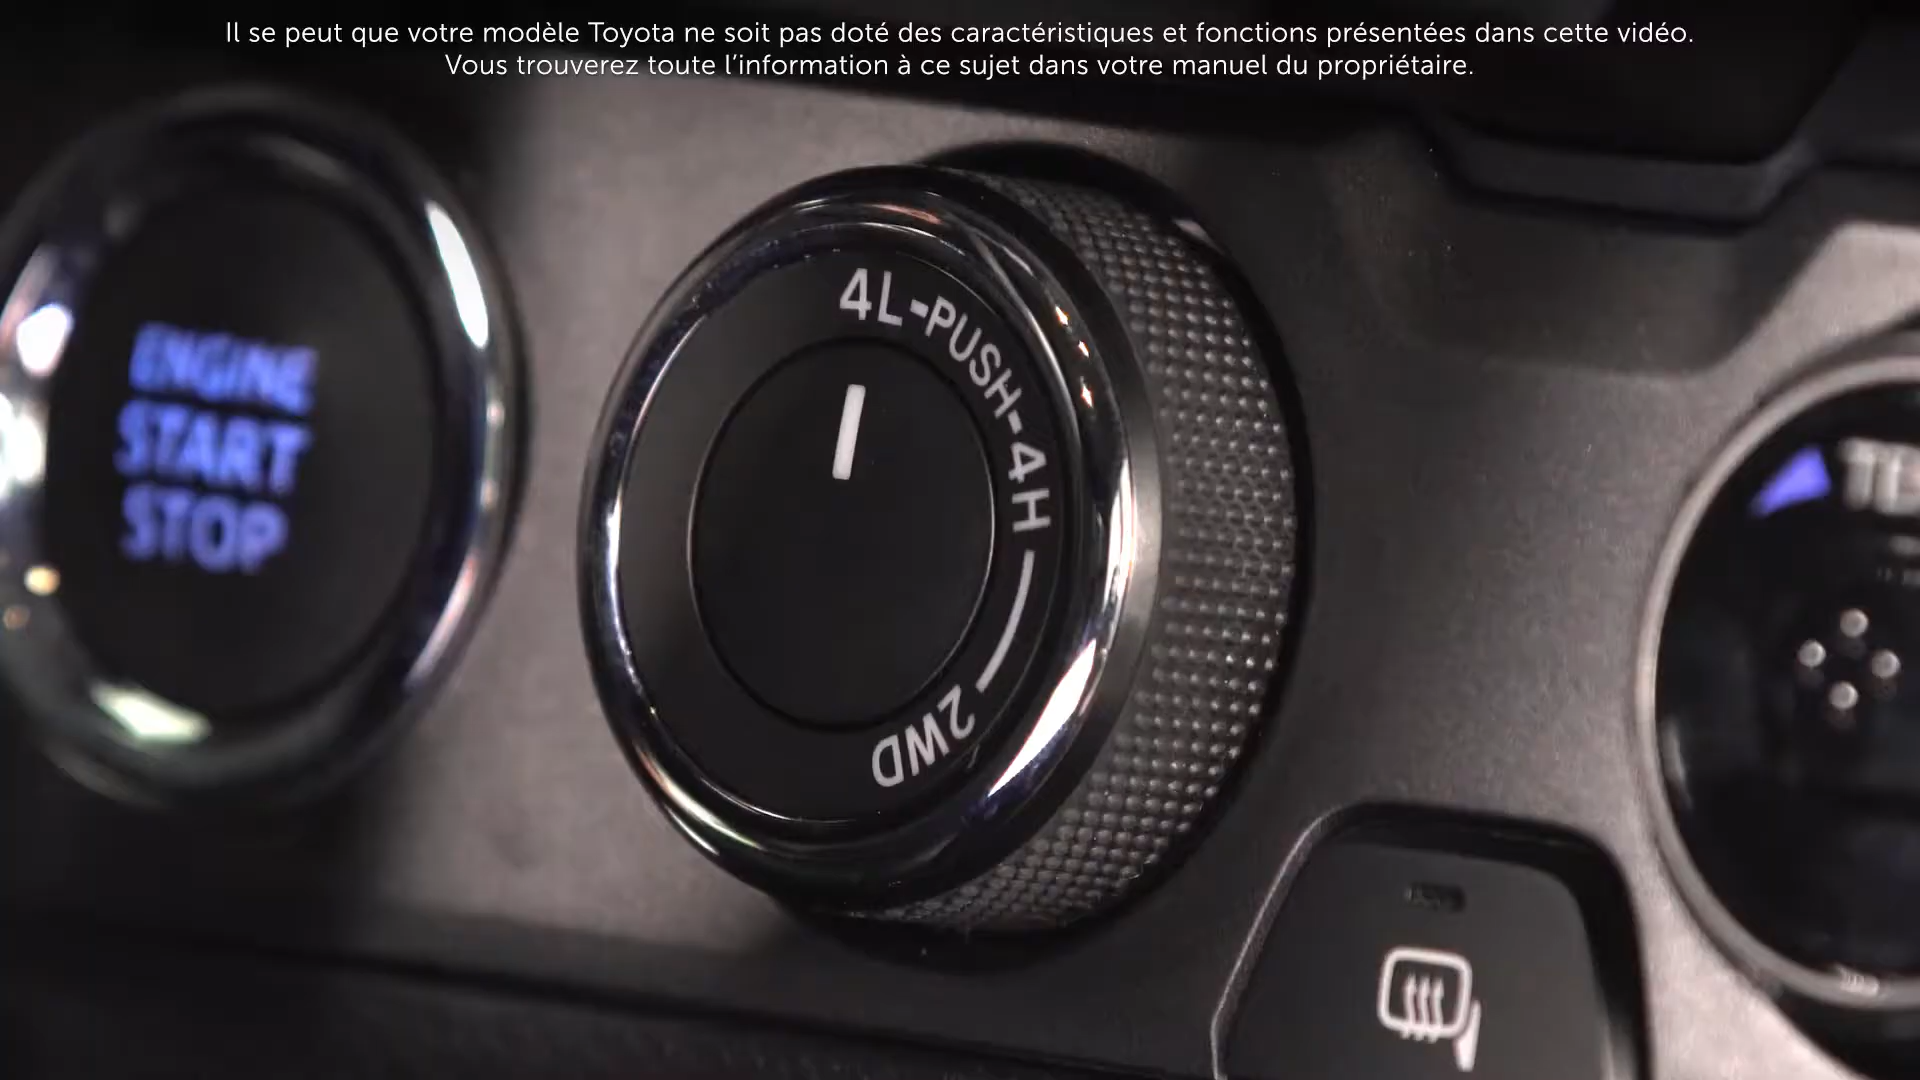 Il se peut que votre modèle Toyota ne soit pas doté des caractéristiques et fonctions présentées dans cette vidéo.
Vous trouverez toute l’information à ce sujet dans votre manuel du propriétaire.
ENGINE
START
STOP
4L-PUSH-4H
2WD